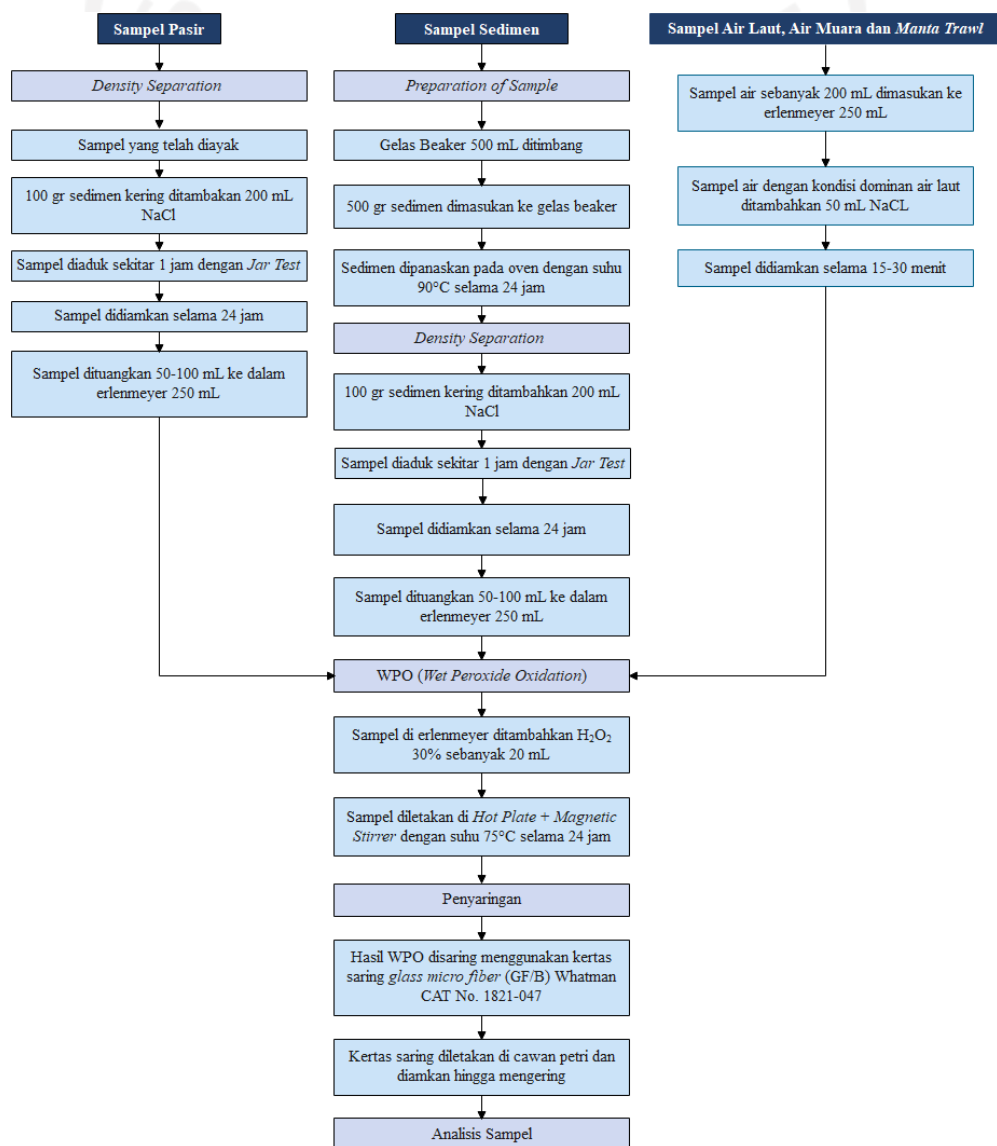 Sampel Pasir
Density Separation
Sampel yang telah diayak
100 gr sedimen kering ditambakan 200 mL
NaCl
Sampel diaduk sekitar 1 jam dengan Jar Test
Sampel didiamkan selama 24 jam
Sampel dituangkan 50-100 mL ke dalam
erlenmeyer 250 mL
Sampel Sedimen
Preparation of Sample
Gelas Beaker 500 mL ditimbang
500 gr sedimen dimasukan ke gelas beaker
Sedimen dipanaskan pada oven dengan suhu
90°C selama 24 jam
Density Separation
100 gr sedimen kering ditambahkan 200 mL
NaCl
Sampel diaduk sekitar 1 jam dengan Jar Test
Sampel didiamkan selama 24 jam
Sampel dituangkan 50-100 mL ke dalam
erlenmeyer 250 mL
Sampel Air Laut, Air Muara dan Manta Trawl
Sampel air sebanyak 200 mL dimasukan ke
erlenmeyer 250 mL
Sampel air dengan kondisi dominan air laut
ditambahkan 50 mL NaCL
Sampel didiamkan selama 15-30 menit
WPO (Wet Peroxide Oxidation)
Sampel di erlenmeyer ditambahkan H₂O₂
30% sebanyak 20 mL
Sampel diletakan di Hot Plate + Magnetic
Stirrer dengan suhu 75°C selama 24 jam
Penyaringan
Hasil WPO disaring menggunakan kertas
saring glass micro fiber (GF/B) Whatman
CAT No. 1821-047
Kertas saring diletakan di cawan petri dan
diamkan hingga mengering
Analisis Sampel